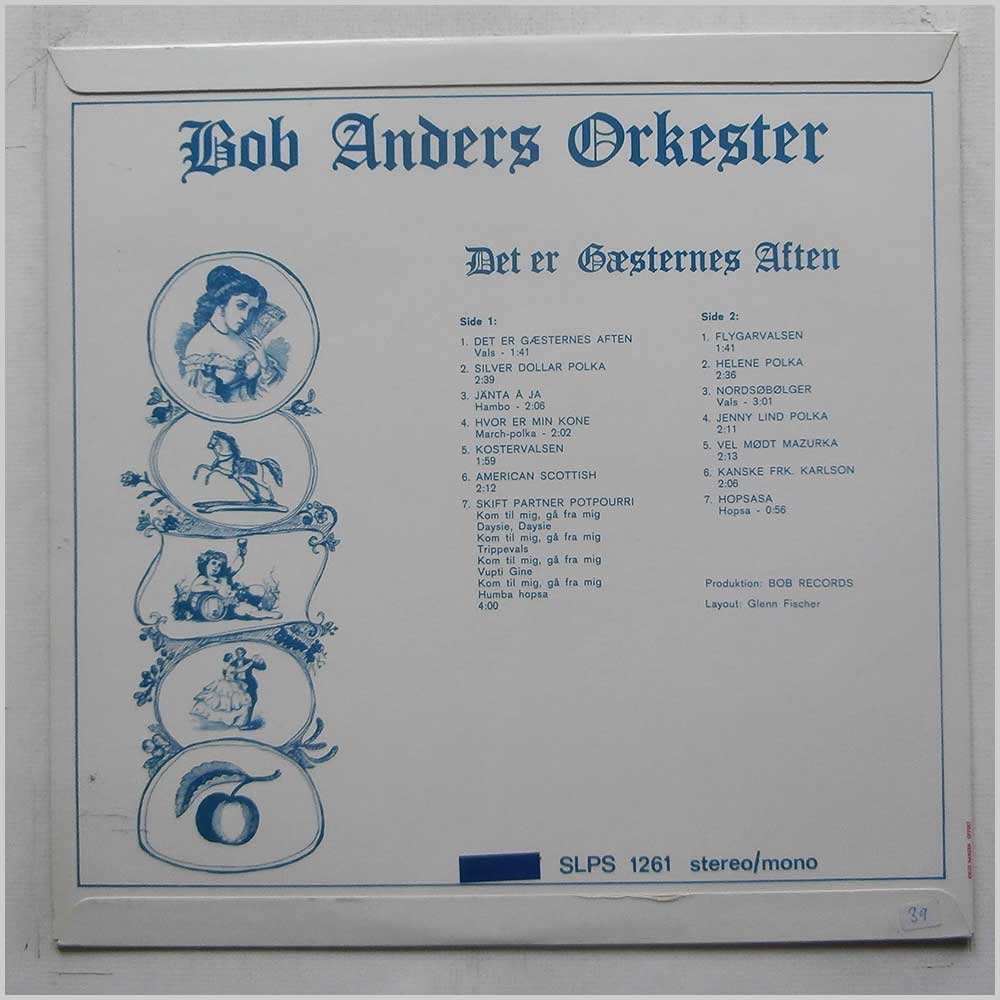 Bob Anders Orkester
Det er Gæsternes Aften
Side 1:
1. DET ER GÆSTERNES AFTEN
Vals - 1:41
2. SILVER DOLLAR POLKA
2:39
3. JÄNTA Å JA
Hambo - 2:06
4. HVOR ER MIN KONE
March-polka - 2:02
5. KOSTERVALSEN
1:59
6. AMERICAN SCOTTISH
2:12
7. SKIFT PARTNER POTPOURRI
Kom til mig, gå fra mig
Daysie, Daysie
Kom til mig, gå fra mig
Trippevals
Kom til mig, gå fra mig
Vupti Gine
Kom til mig, gå fra mig
Humba hopsa
4:00
Side 2:
1. FLYGARVALSEN
1:41
2. HELENE POLKA
2:36
3. NORDSØBØLGER
Vals - 3:01
4. JENNY LIND POLKA
2:11
5. VEL MØDT MAZURKA
2:13
6. KANSKE FRK. KARLSON
2:06
7. HOPSASA
Hopsa - 0:56
Produktion: BOB RECORDS
Layout: Glenn Fischer
SLPS 1261 stereo/mono
39